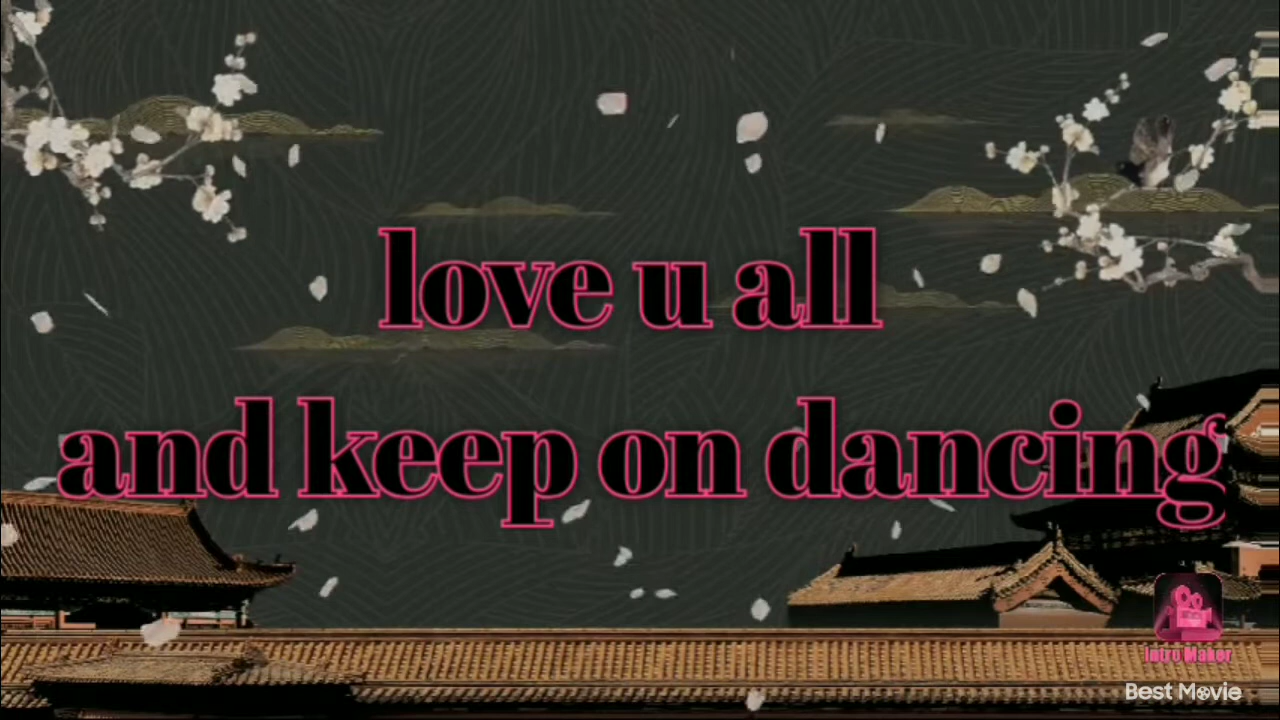 love u all
and keep on dancing
Intro Maker
Best Movie